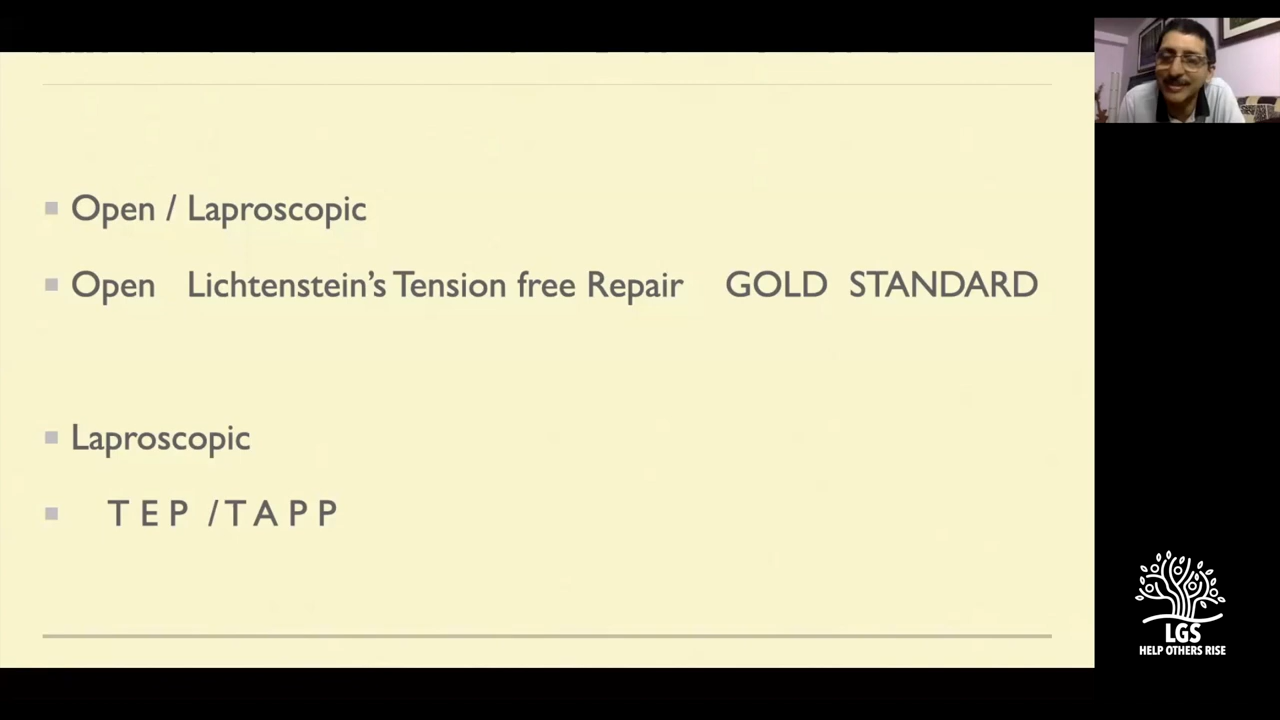 Open / Laproscopic
Open Lichtenstein's Tension free Repair GOLD STANDARD
Laproscopic
T E P / T A P P
LGS
HELP OTHERS RISE